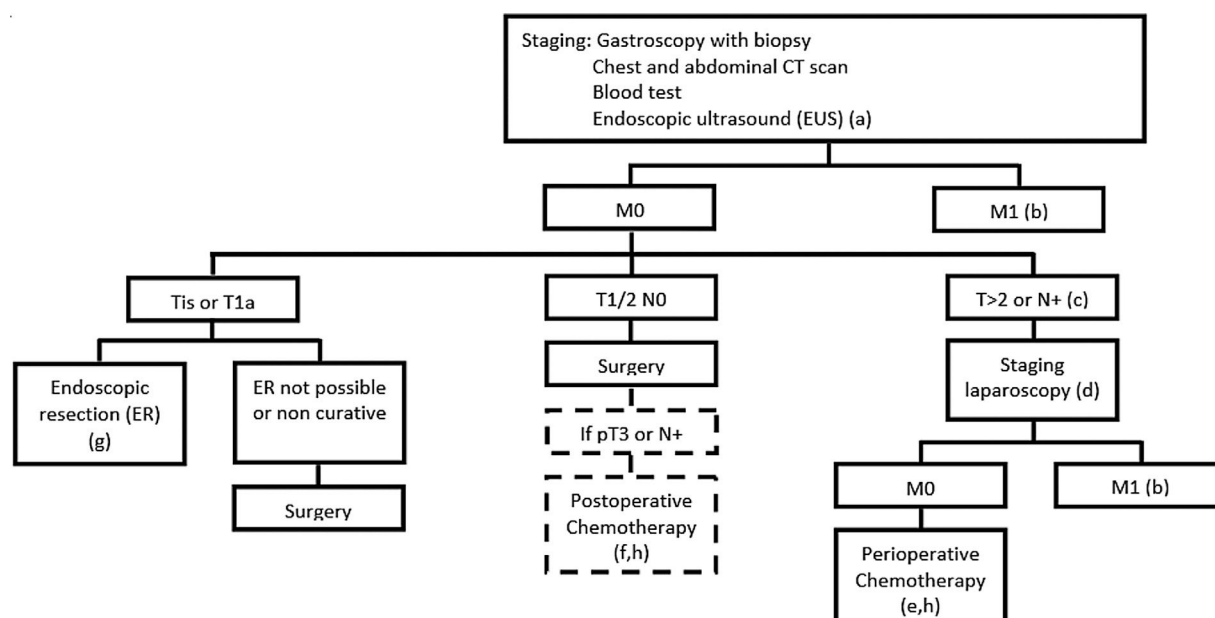 Staging: Gastroscopy with biopsy
Chest and abdominal CT scan
Blood test
Endoscopic ultrasound (EUS) (a)
M0
M1 (b)
Tis or T1a
T1/2 N0
T>2 or N+ (c)
Endoscopic
resection (ER)
(g)
ER not possible
or non curative
Surgery
Staging
laparoscopy (d)
If pT3 or N+
M0
M1 (b)
Surgery
Postoperative
Chemotherapy
(f,h)
Perioperative
Chemotherapy
(e,h)